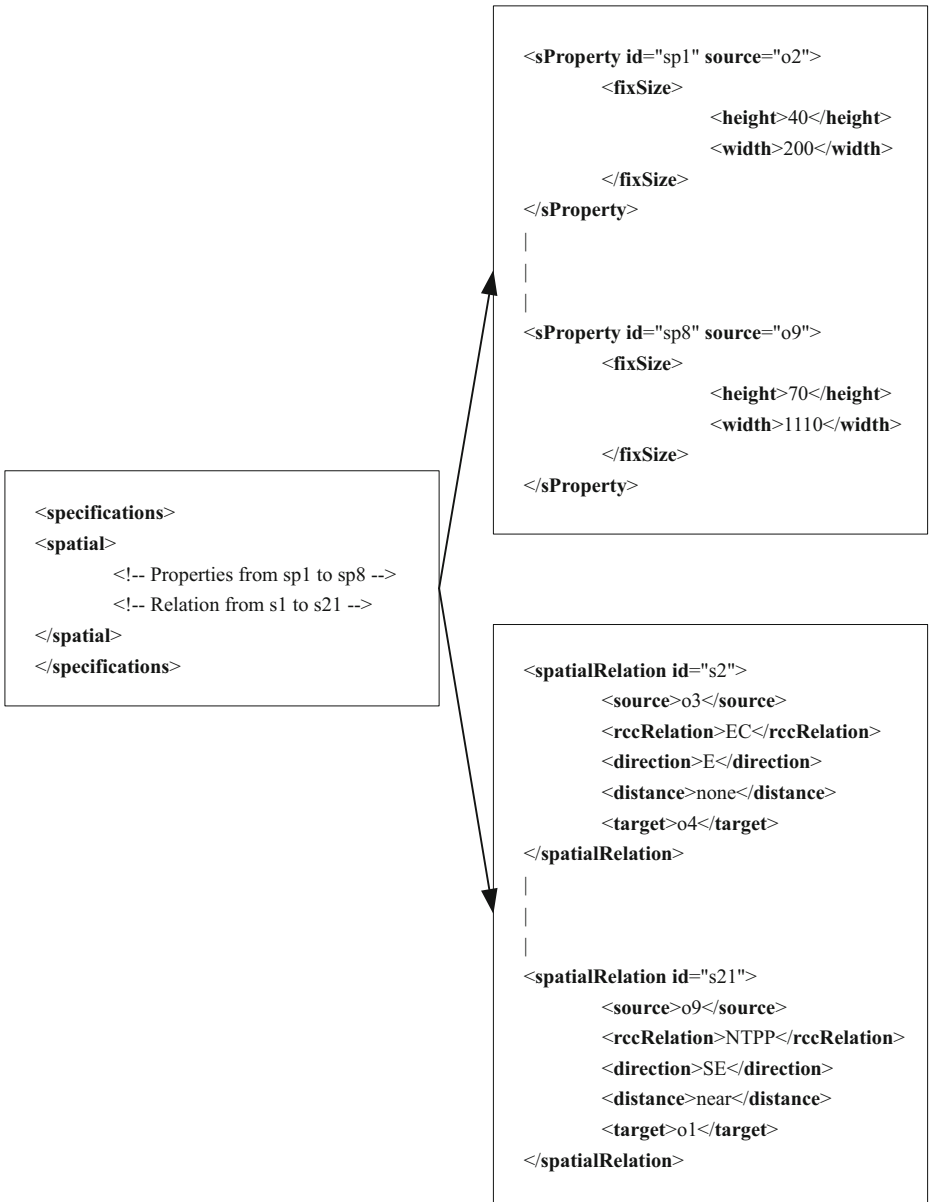 <sProperty id="sp1" source="o2">
<fixSize>
<height>40</height>
<width>200</width>
</fixSize>
</sProperty>
|
|
|
<sProperty id="sp8" source="o9">
<fixSize>
<height>70</height>
<width>1110</width>
</fixSize>
</sProperty>
<specifications>
<spatial>
<!-- Properties from sp1 to sp8 -->
<!-- Relation from s1 to s21 -->
</spatial>
</specifications>
<spatialRelation id="s2">
<source>o3</source>
<rccRelation>EC</rccRelation>
<direction>E</direction>
<distance>none</distance>
<target>o4</target>
</spatialRelation>
|
|
|
<spatialRelation id="s21">
<source>o9</source>
<rccRelation>NTPP</rccRelation>
<direction>SE</direction>
<distance>near</distance>
<target>o1</target>
</spatialRelation>